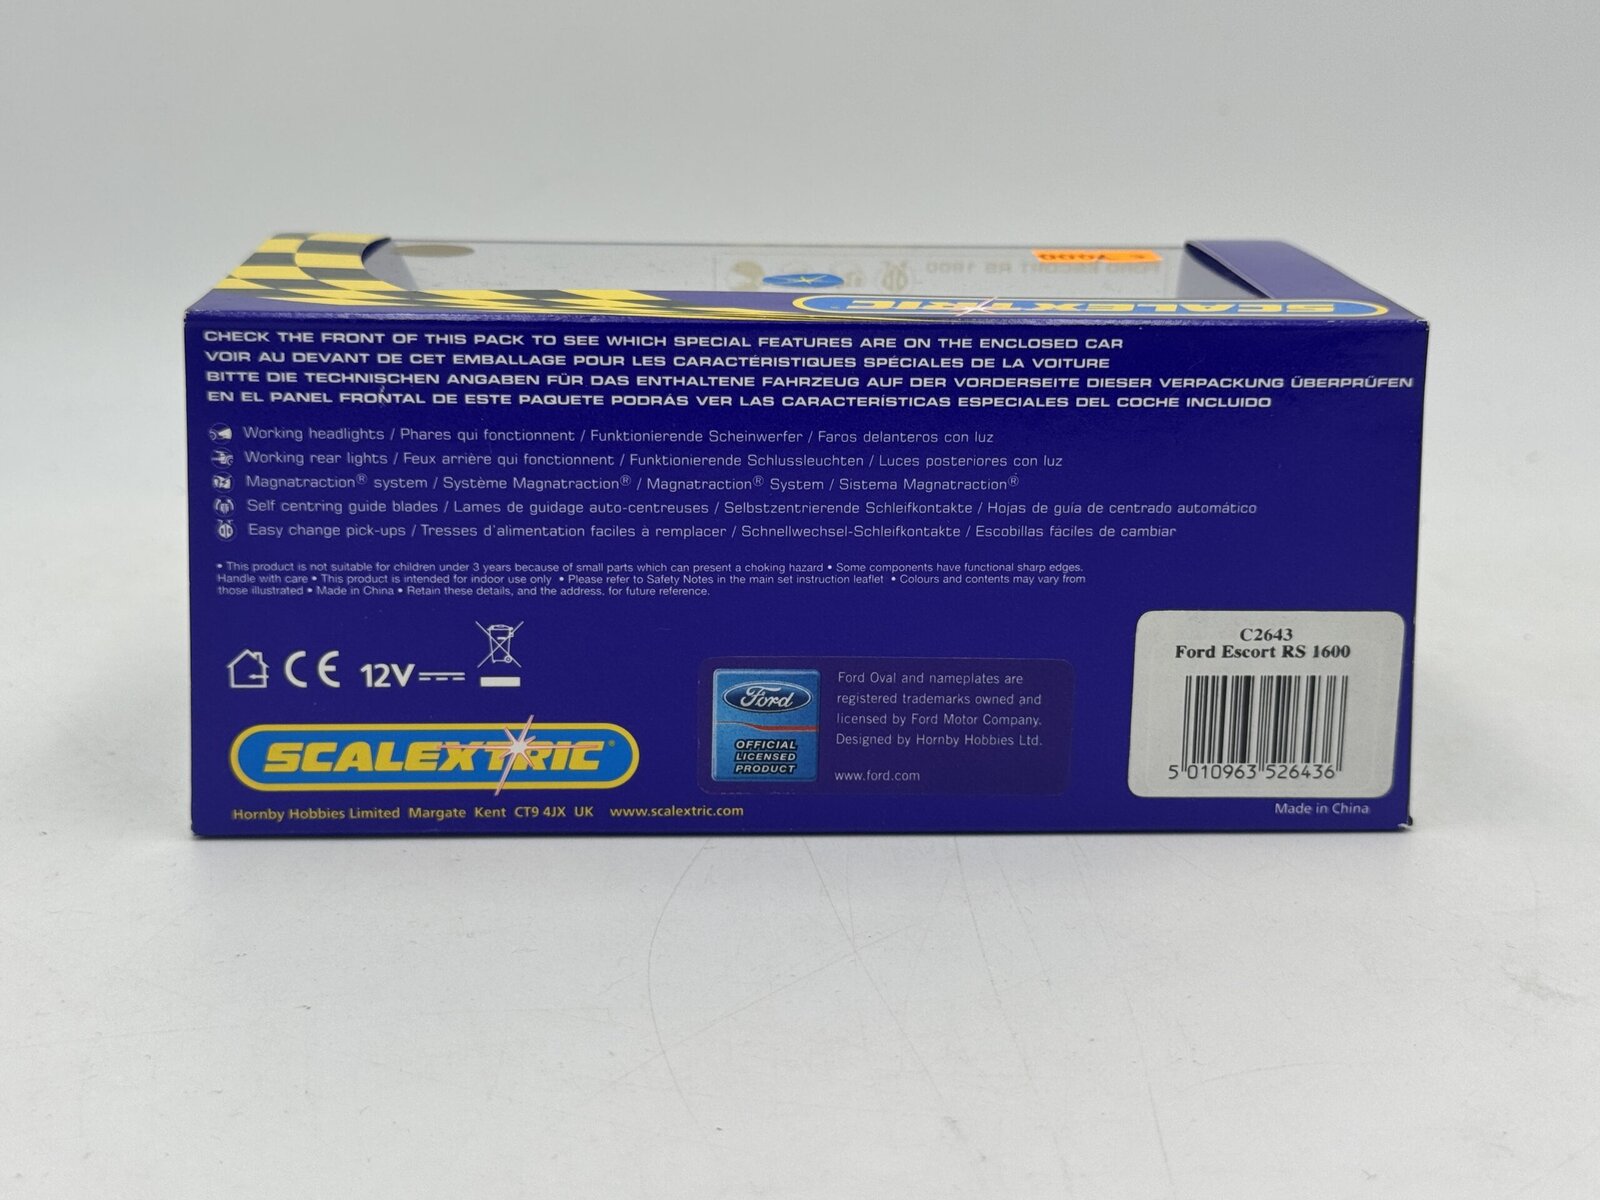 FORD ESCORT RS 1600
SCALEXTRIC
CHECK THE FRONT OF THIS PACK TO SEE WHICH SPECIAL FEATURES ARE ON THE ENCLOSED CAR
VOIR AU DEVANT DE CET EMBALLAGE POUR LES CARACTÉRISTIQUES SPÉCIALES DE LA VOITURE
BITTE DIE TECHNISCHEN ANGABEN FÜR DAS ENTHALTENE FAHRZEUG AUF DER VORDERSEITE DIESER VERPACKUNG ÜBERPRÜFEN
EN EL PANEL FRONTAL DE ESTE PAQUETE PODRÁS VER LAS CARACTERÍSTICAS ESPECIALES DEL COCHE INCLUIDO
Working headlights / Phares qui fonctionnent / Funktionierende Scheinwerfer / Faros delanteros con luz
Working rear lights / Feux arrière qui fonctionnent / Funktionierende Schlussleuchten / Luces posteriores con luz
Magnatraction® system / Système Magnatraction® / Magnatraction® System / Sistema Magnatraction®
Self centring guide blades / Lames de guidage auto-centreuses / Selbstzentrierende Schleifkontakte / Hojas de guía de centrado automático
Easy change pick-ups / Tresses d'alimentation faciles à remplacer / Schnellwechsel-Schleifkontakte / Escobillas fáciles de cambiar
• This product is not suitable for children under 3 years because of small parts which can present a choking hazard • Some components have functional sharp edges.
Handle with care • This product is intended for indoor use only • Please refer to Safety Notes in the main set instruction leaflet • Colours and contents may vary from
those illustrated • Made in China • Retain these details, and the address, for future reference.
CE 12V
SCALEXTRIC®
Hornby Hobbies Limited Margate Kent CT9 4JX UK www.scalextric.com
Ford
OFFICIAL
LICENSED
PRODUCT
Ford Oval and nameplates are
registered trademarks owned and
licensed by Ford Motor Company.
Designed by Hornby Hobbies Ltd.
www.ford.com
C2643
Ford Escort RS 1600
5 010963 526436
Made in China